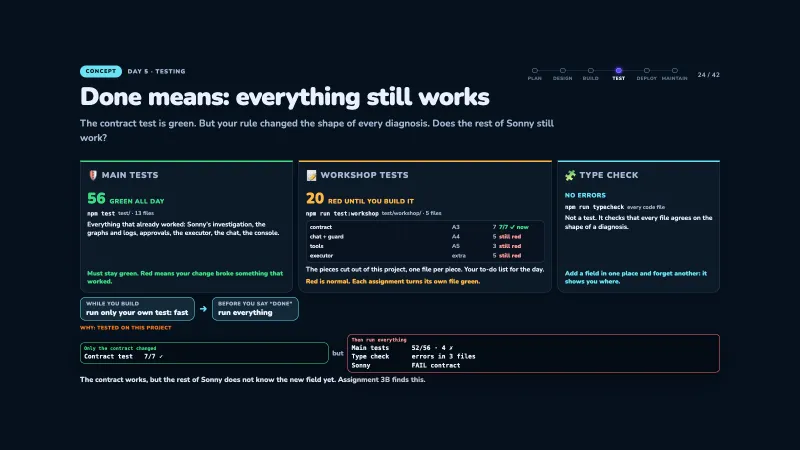 CONCEPT DAY 5 · TESTING
PLAN DESIGN BUILD TEST DEPLOY MAINTAIN
24 / 42
Done means: everything still works
The contract test is green. But your rule changed the shape of every diagnosis. Does the rest of Sonny still
work?
MAIN TESTS
56 GREEN ALL DAY
npm test test/ · 13 files
Everything that already worked: Sonny's investigation, the
graphs and logs, approvals, the executor, the chat, the console.
Must stay green. Red means your change broke something that
worked.
WORKSHOP TESTS
20 RED UNTIL YOU BUILD IT
npm run test:workshop test/workshop/ · 5 files
contract A3 7 7/7 ✓ now
chat + guard A4 5 still red
tools A5 3 still red
executor extra 5 still red
The pieces cut out of this project, one file per piece. Your to-do list for the day.
Red is normal. Each assignment turns its own file green.
TYPE CHECK
NO ERRORS
npm run typecheck every code file
Not a test. It checks that every file agrees on the
shape of a diagnosis.
Add a field in one place and forget another: it
shows you where.
WHILE YOU BUILD
run only your own test: fast
→
BEFORE YOU SAY "DONE"
run everything
WHY: TESTED ON THIS PROJECT
Only the contract changed
Contract test 7/7 ✓
but
Then run everything
Main tests 52/56 · 4 ✗
Type check errors in 3 files
Sonny FAIL contract
The contract works, but the rest of Sonny does not know the new field yet. Assignment 3B finds this.